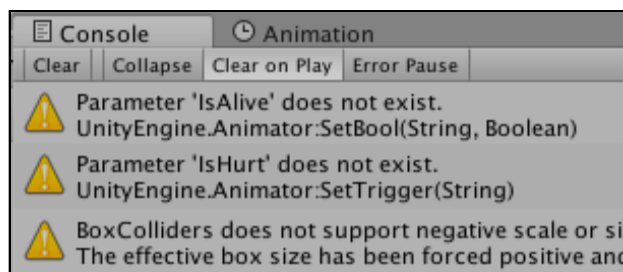 Console Animation
Clear Collapse Clear on Play Error Pause
Parameter 'IsAlive' does not exist.
UnityEngine.Animator:SetBool(String, Boolean)
Parameter 'IsHurt' does not exist.
UnityEngine.Animator:SetTrigger(String)
BoxColliders does not support negative scale or
The effective box size has been forced positive